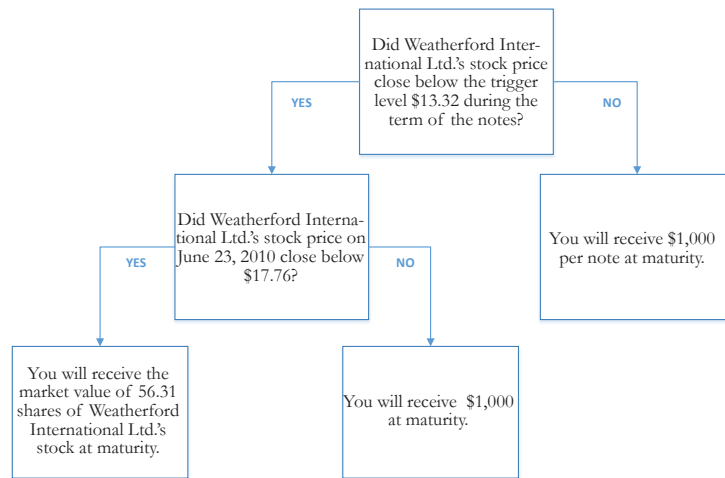 Did Weatherford Inter-
national Ltd.'s stock price
close below the trigger
level $13.32 during the
term of the notes?
YES
NO
Did Weatherford Interna-
tional Ltd.'s stock price on
June 23, 2010 close below
$17.76?
You will receive $1,000
per note at maturity.
YES
NO
You will receive the
market value of 56.31
shares of Weatherford
International Ltd.'s
stock at maturity.
You will receive $1,000
at maturity.